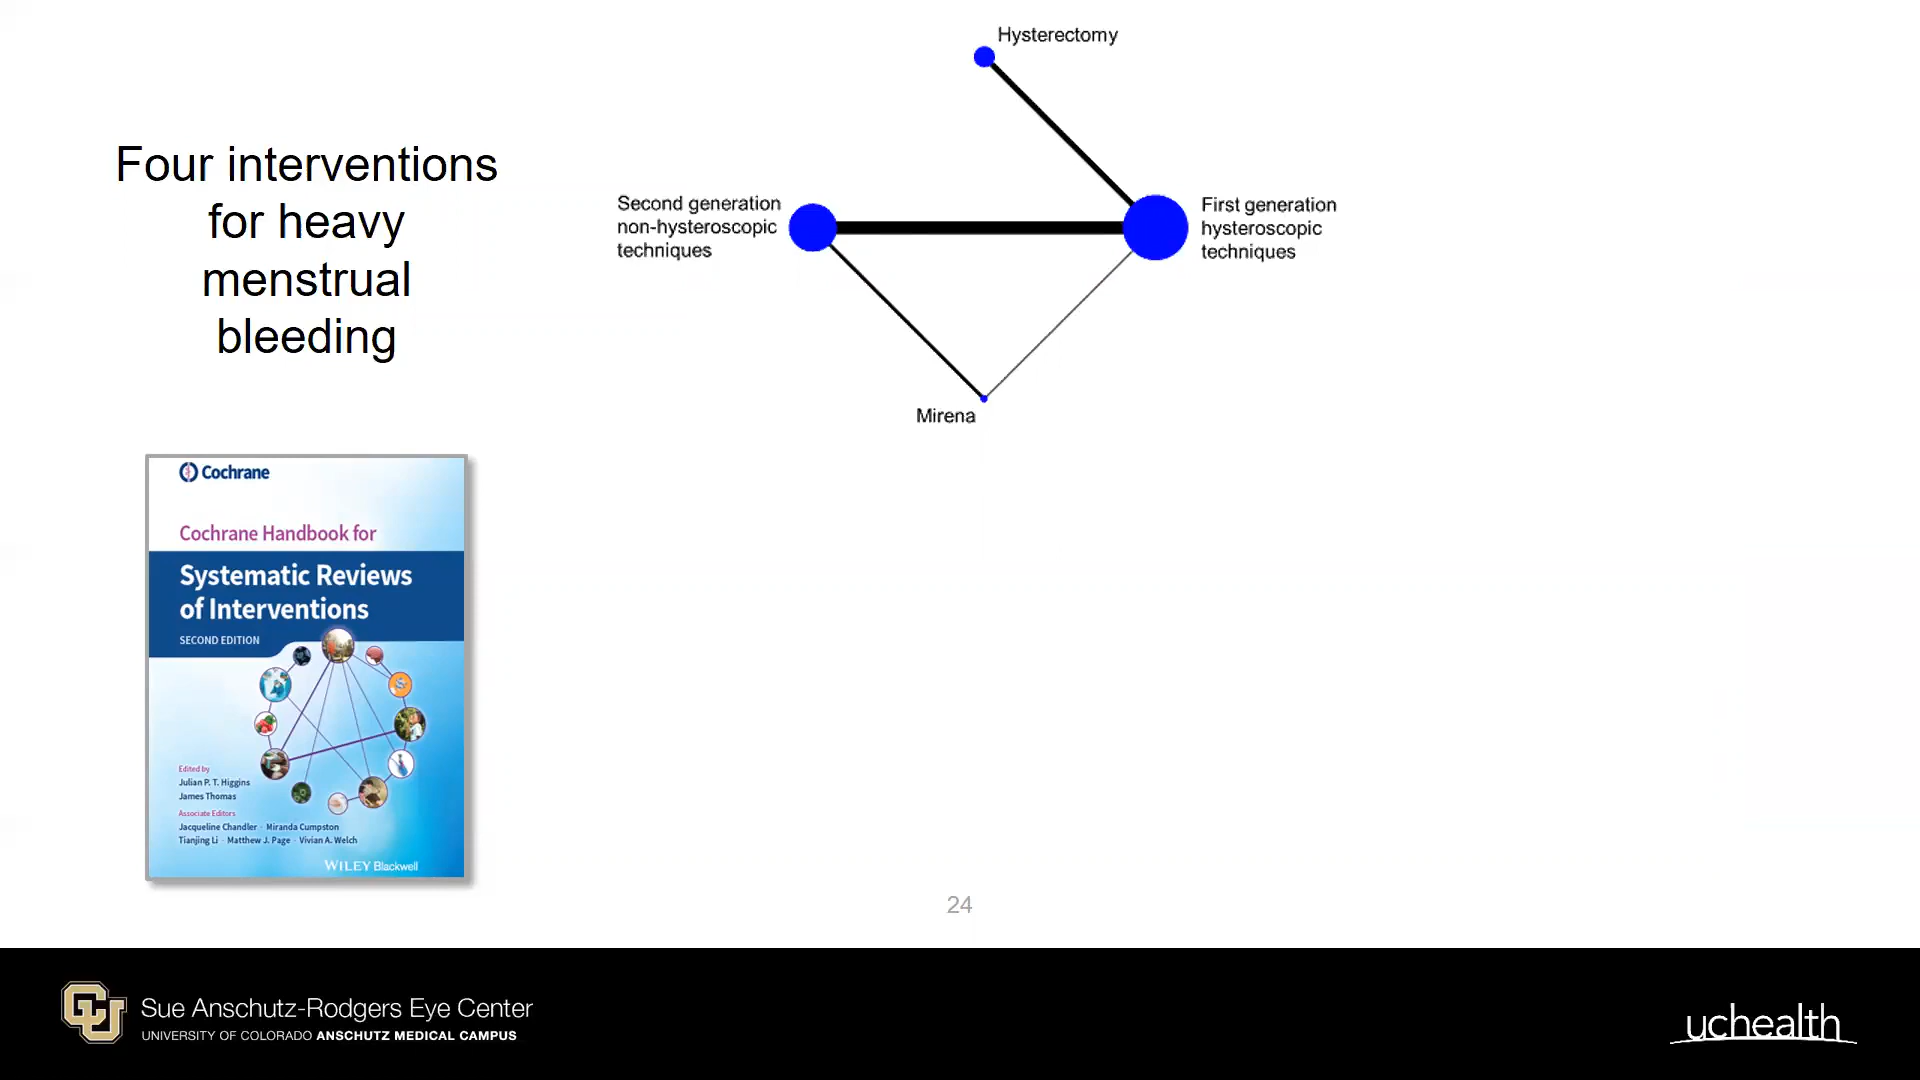 Four interventions
for heavy
menstrual
bleeding
Hysterectomy
Second generation
non-hysteroscopic
techniques
First generation
hysteroscopic
techniques
Mirena
Cochrane
Cochrane Handbook for
Systematic Reviews
of Interventions
SECOND EDITION
Edited by
Julian P. T. Higgins
James Thomas
Associate Editors
Jacqueline Chandler · Miranda Cumpston
Tianjing Li · Matthew J. Page · Vivian A. Welch
WILEY Blackwell
24
CU
Sue Anschutz-Rodgers Eye Center
UNIVERSITY OF COLORADO ANSCHUTZ MEDICAL CAMPUS
uchealth